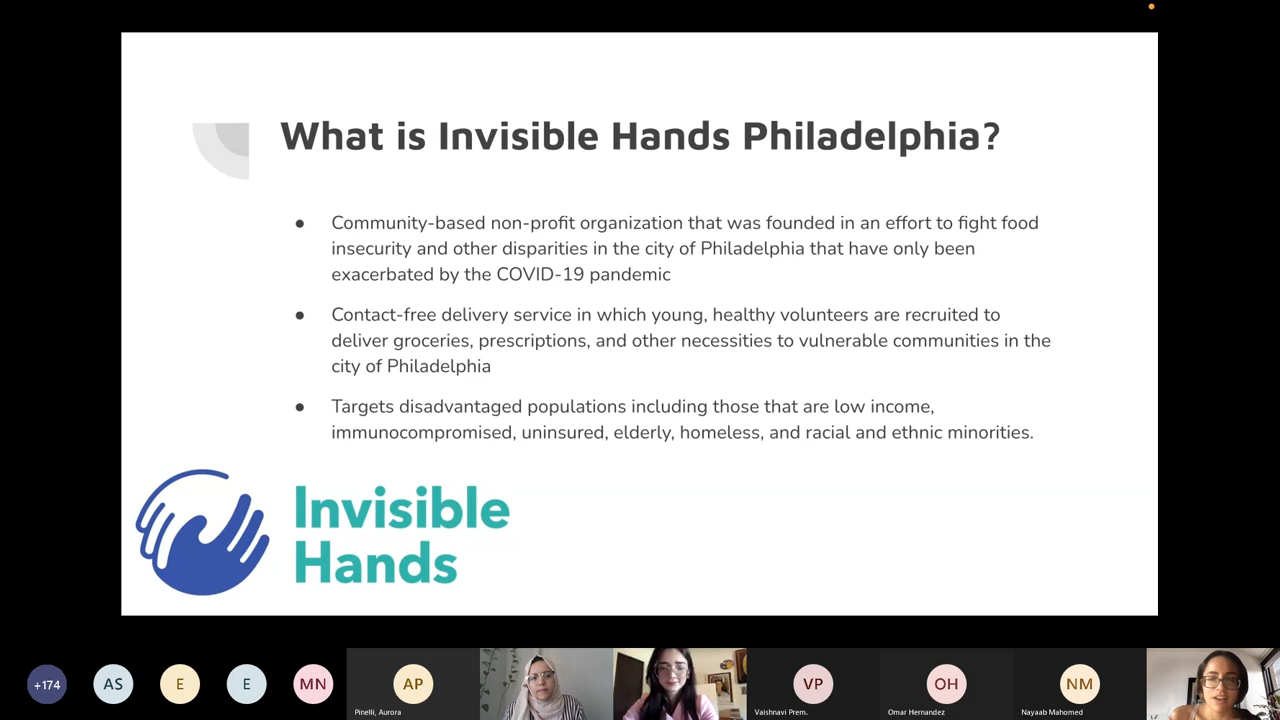 What is Invisible Hands Philadelphia?
● Community-based non-profit organization that was founded in an effort to fight food
insecurity and other disparities in the city of Philadelphia that have only been
exacerbated by the COVID-19 pandemic
● Contact-free delivery service in which young, healthy volunteers are recruited to
deliver groceries, prescriptions, and other necessities to vulnerable communities in the
city of Philadelphia
● Targets disadvantaged populations including those that are low income,
immunocompromised, uninsured, elderly, homeless, and racial and ethnic minorities.
Invisible
Hands
+174 AS E E MN AP VP OH NM
Pinelli, Aurora Vaishnavi Prem. Omar Hernandez Nayaab Mahomed